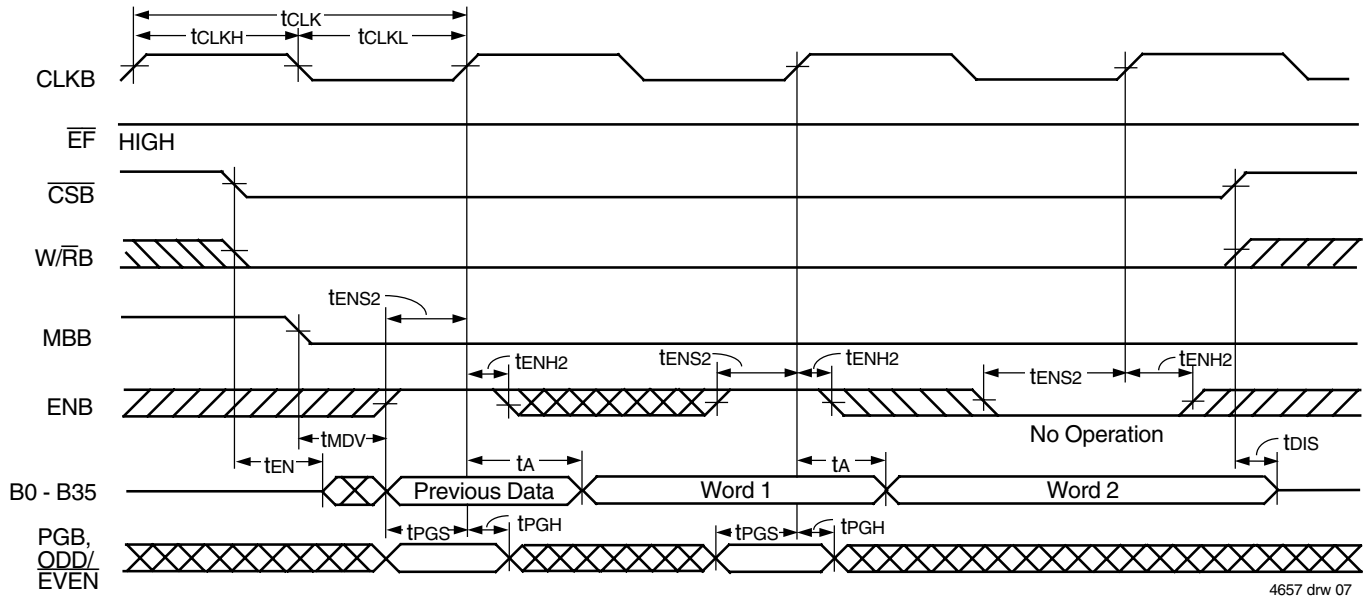 tCLK
tCLKH
tCLKL
CLKB
EF
HIGH
CSB
W/RB
tENS2
MBB
tENH2
tENS2
tENH2
tENS2
tENH2
ENB
No Operation
tMDV
tEN
tA
tA
tDIS
B0 - B35
Previous Data
Word 1
Word 2
tPGS
tPGH
tPGS
tPGH
PGB,
ODD/
EVEN
4657 drw 07